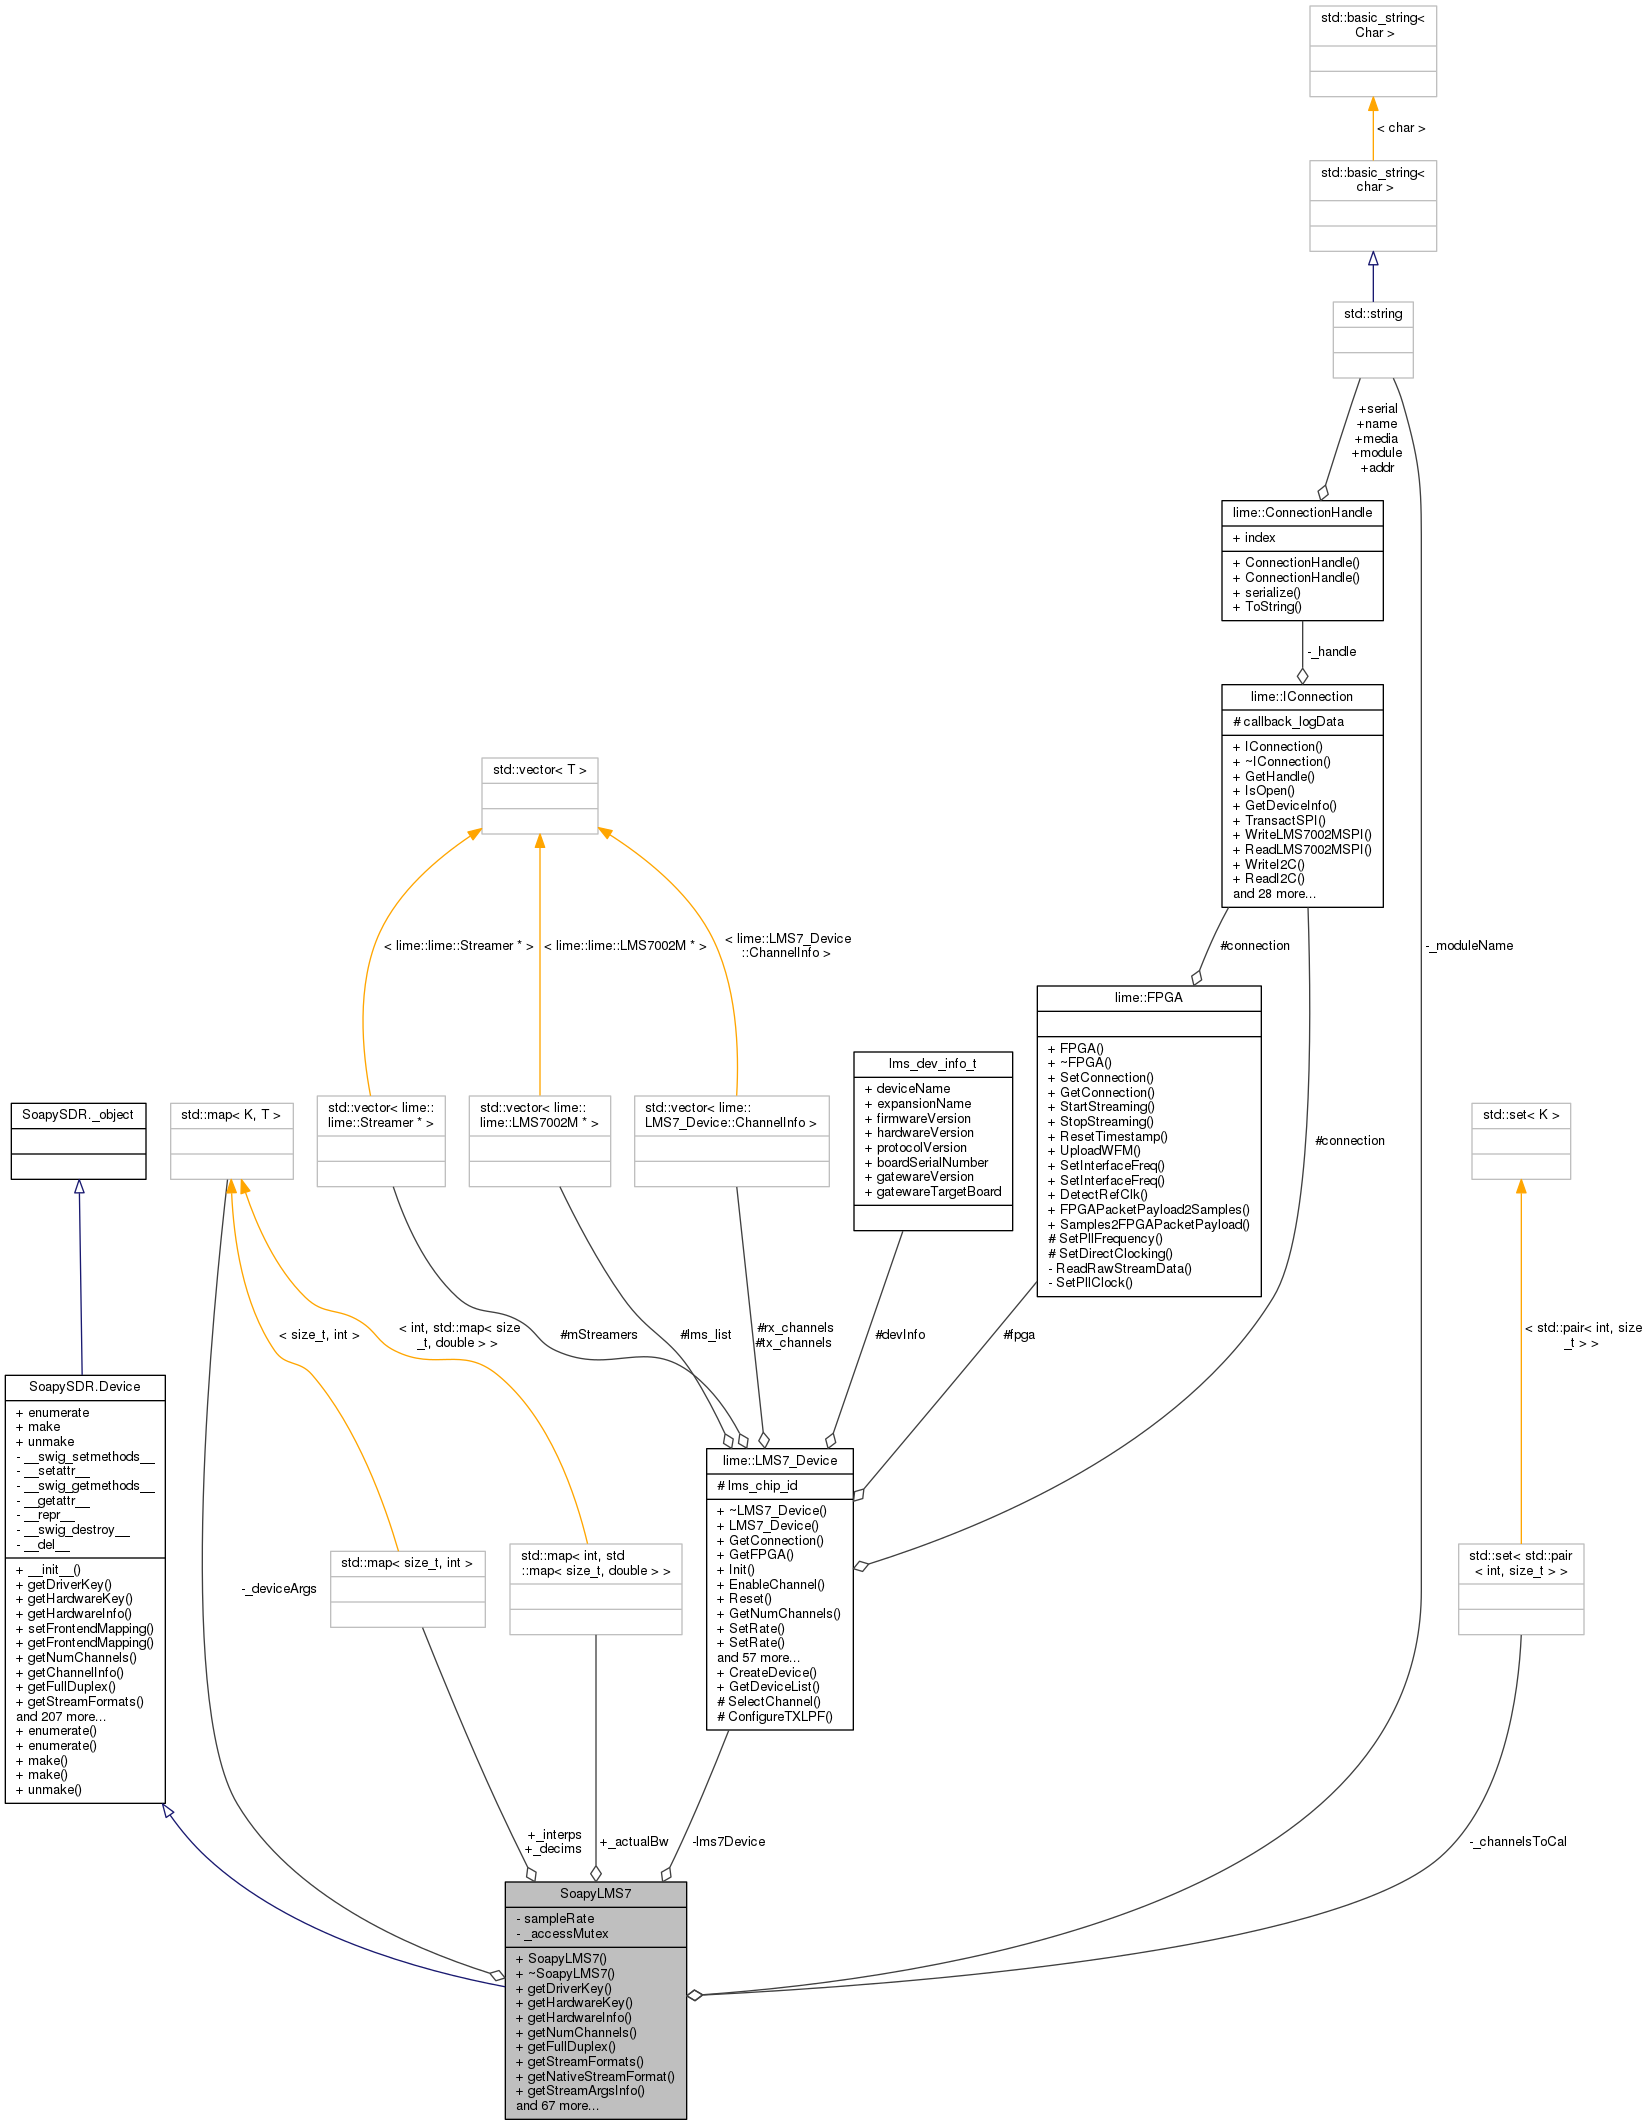 std::basic_string<
Char >
< char >
std::basic_string<
char >
std::string
+serial
+name
+media
+module
+addr
lime::ConnectionHandle
+ index
+ ConnectionHandle()
+ ConnectionHandle()
+ serialize()
+ ToString()
-_handle
lime::IConnection
# callback_logData
+ IConnection()
+ ~IConnection()
+ GetHandle()
+ IsOpen()
+ GetDeviceInfo()
+ TransactSPI()
+ WriteLMS7002MSPI()
+ ReadLMS7002MSPI()
+ WriteI2C()
+ ReadI2C()
and 28 more...
std::vector< T >
< lime::lime::Streamer * >
< lime::lime::LMS7002M * >
< lime::LMS7_Device
::ChannelInfo >
#connection
-_moduleName
lime::FPGA
+ FPGA()
+ ~FPGA()
+ SetConnection()
+ GetConnection()
+ StartStreaming()
+ StopStreaming()
+ ResetTimestamp()
+ UploadWFM()
+ SetInterfaceFreq()
+ SetInterfaceFreq()
+ DetectRefClk()
+ FPGAPacketPayload2Samples()
+ Samples2FPGAPacketPayload()
# SetPllFrequency()
# SetDirectClocking()
- ReadRawStreamData()
- SetPllClock()
lms_dev_info_t
+ deviceName
+ expansionName
+ firmwareVersion
+ hardwareVersion
+ protocolVersion
+ boardSerialNumber
+ gatewareVersion
+ gatewareTargetBoard
SoapySDR._object
std::map< K, T >
std::vector< lime::
lime::Streamer * >
std::vector< lime::
lime::LMS7002M * >
std::vector< lime::
LMS7_Device::ChannelInfo >
#connection
std::set< K >
< size_t, int >
< int, std::map< size
_t, double > >
#mStreamers
#lms_list
#rx_channels
#tx_channels
#devInfo
#fpga
< std::pair< int, size
_t > >
SoapySDR.Device
+ enumerate
+ make
+ unmake
- __swig_setmethods__
- __setattr__
- __swig_getmethods__
- __getattr__
- __repr__
- __swig_destroy__
- __del__
+ __init__()
+ getDriverKey()
+ getHardwareKey()
+ getHardwareInfo()
+ setFrontendMapping()
+ getFrontendMapping()
+ getNumChannels()
+ getChannelInfo()
+ getFullDuplex()
+ getStreamFormats()
and 207 more...
+ enumerate()
+ enumerate()
+ make()
+ make()
+ unmake()
-_deviceArgs
std::map< size_t, int >
std::map< int, std
::map< size_t, double > >
lime::LMS7_Device
# lms_chip_id
+ ~LMS7_Device()
+ LMS7_Device()
+ GetConnection()
+ GetFPGA()
+ Init()
+ EnableChannel()
+ Reset()
+ GetNumChannels()
+ SetRate()
+ SetRate()
and 57 more...
+ CreateDevice()
+ GetDeviceList()
# SelectChannel()
# ConfigureTXLPF()
std::set< std::pair
< int, size_t > >
+_interps
+_decims
+_actualBw
-lms7Device
-_channelsToCal
SoapyLMS7
- sampleRate
- _accessMutex
+ SoapyLMS7()
+ ~SoapyLMS7()
+ getDriverKey()
+ getHardwareKey()
+ getHardwareInfo()
+ getNumChannels()
+ getFullDuplex()
+ getStreamFormats()
+ getNativeStreamFormat()
+ getStreamArgsInfo()
and 67 more...